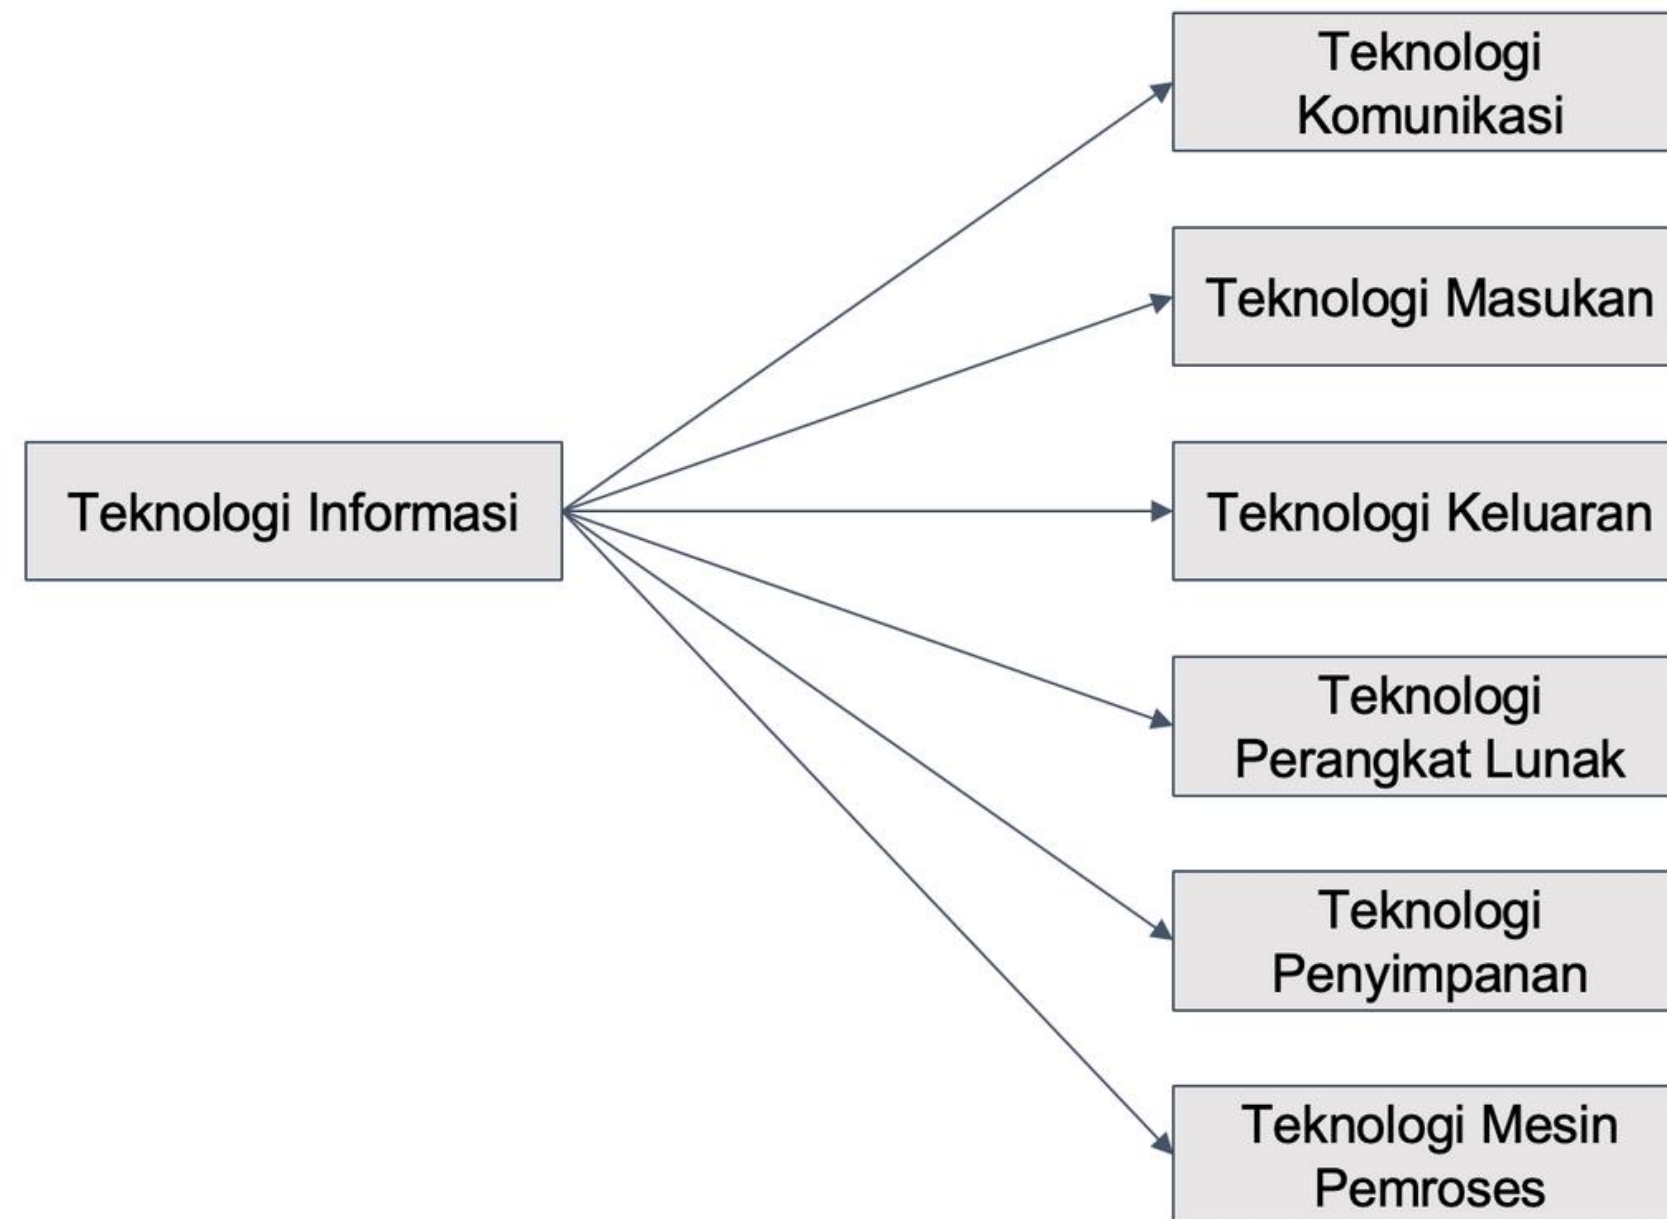 Teknologi
Komunikasi
Teknologi Masukan
Teknologi Informasi
Teknologi Keluaran
Teknologi
Perangkat Lunak
Teknologi
Penyimpanan
Teknologi Mesin
Pemroses